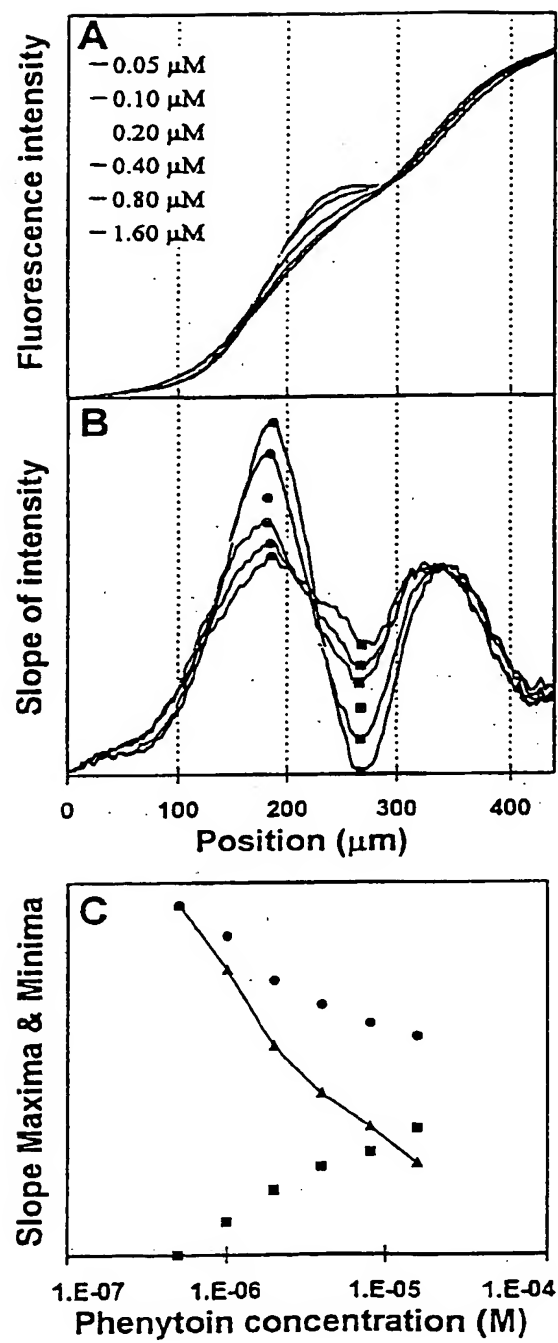 A
Fluorescence intensity
0.05 μM
0.10 μM
0.20 μM
0.40 μM
0.80 μM
1.60 μM
B
Slope of intensity
0 100 200 300 400
Position (μm)
C
Slope Maxima & Minima
1.E-07 1.E-06 1.E-05 1.E-04
Phenytoin concentration (M)